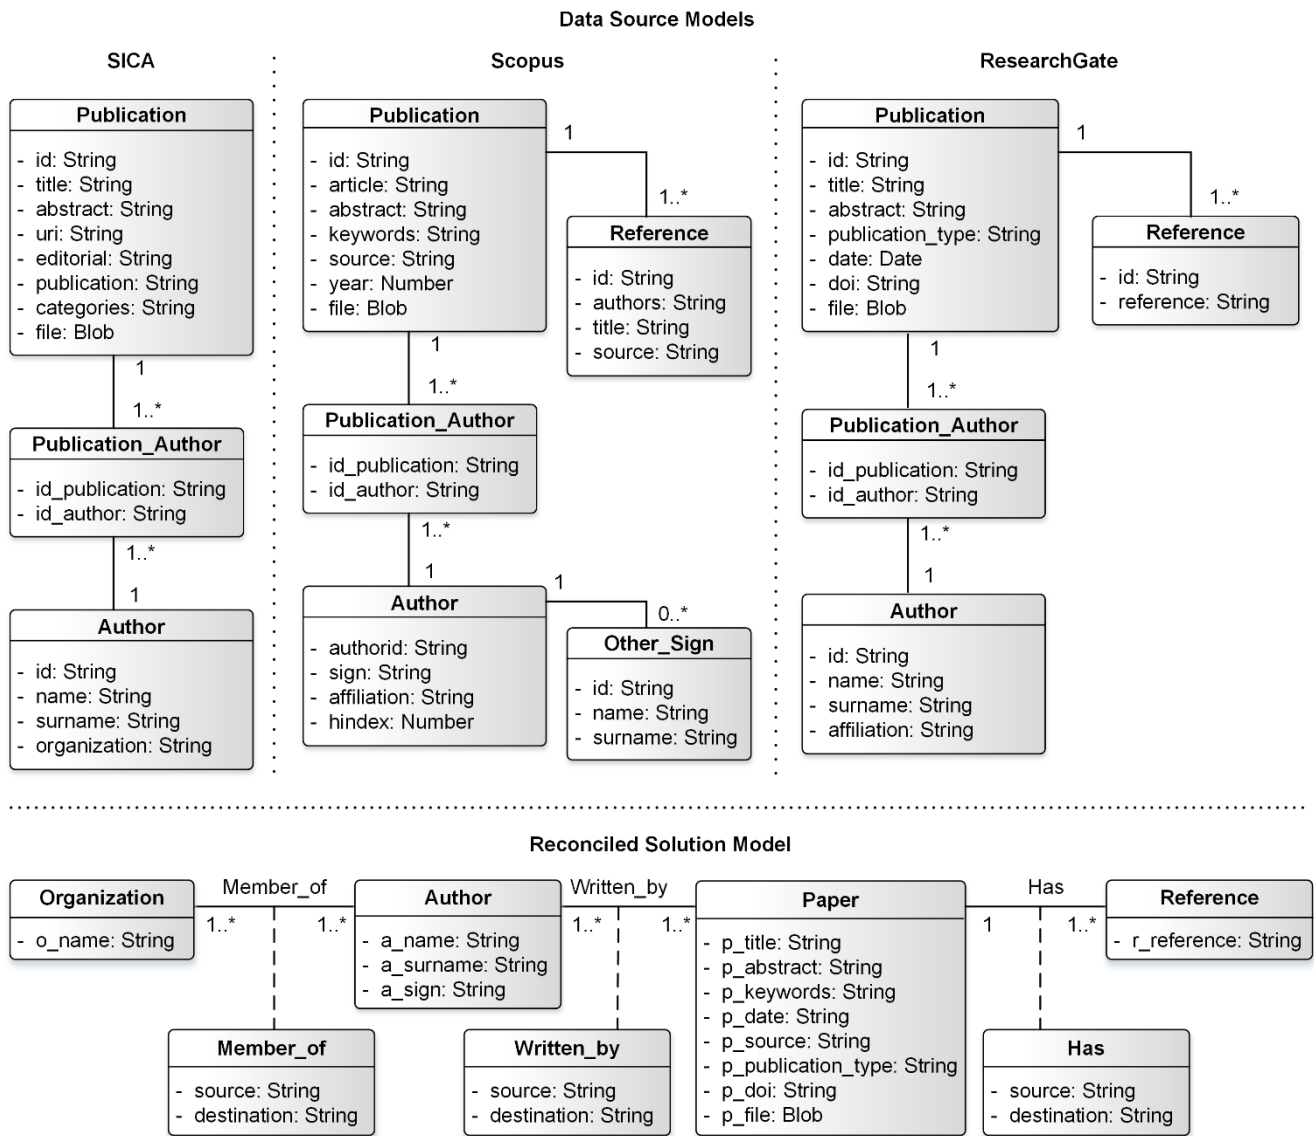 Data Source Models
SICA
Publication
- id: String
- title: String
- abstract: String
- uri: String
- editorial: String
- publication: String
- categories: String
- file: Blob
1
1..*
Publication_Author
- id_publication: String
- id_author: String
1..*
1
Author
- id: String
- name: String
- surname: String
- organization: String
Scopus
Publication
- id: String
- article: String
- abstract: String
- keywords: String
- source: String
- year: Number
- file: Blob
1
1..*
Reference
- id: String
- authors: String
- title: String
- source: String
1
1..*
Publication_Author
- id_publication: String
- id_author: String
1..*
1
Author
- authorid: String
- sign: String
- affiliation: String
- hindex: Number
1
0..*
Other_Sign
- id: String
- name: String
- surname: String
ResearchGate
Publication
- id: String
- title: String
- abstract: String
- publication_type: String
- date: Date
- doi: String
- file: Blob
1
1..*
Reference
- id: String
- reference: String
1
1..*
Publication_Author
- id_publication: String
- id_author: String
1..*
1
Author
- id: String
- name: String
- surname: String
- affiliation: String
Reconciled Solution Model
Organization
- o_name: String
Member_of
1..*
1..*
Author
- a_name: String
- a_surname: String
- a_sign: String
Written_by
1..*
1..*
Paper
- p_title: String
- p_abstract: String
- p_keywords: String
- p_date: String
- p_source: String
- p_publication_type: String
- p_doi: String
- p_file: Blob
Has
1
1..*
Reference
- r_reference: String
Member_of
- source: String
- destination: String
Written_by
- source: String
- destination: String
Has
- source: String
- destination: String